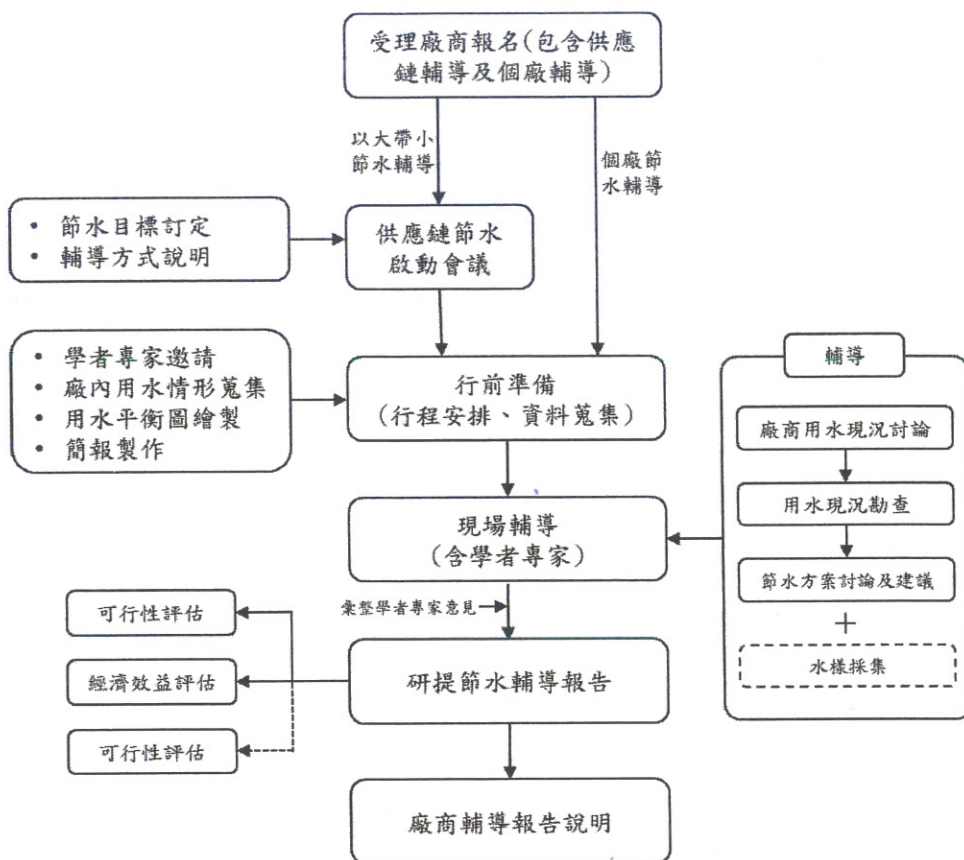 受理廠商報名(包含供應
鏈輔導及個廠輔導)
以大帶小
節水輔導
個廠節
水輔導
• 節水目標訂定
• 輔導方式說明
供應鏈節水
啟動會議
• 學者專家邀請
• 廠內用水情形蒐集
• 用水平衡圖繪製
• 簡報製作
行前準備
(行程安排、資料蒐集)
輔導
廠商用水現況討論
用水現況勘查
節水方案討論及建議
+
水樣採集
現場輔導
(含學者專家)
彙整學者專家意見
可行性評估
經濟效益評估
可行性評估
研提節水輔導報告
廠商輔導報告說明